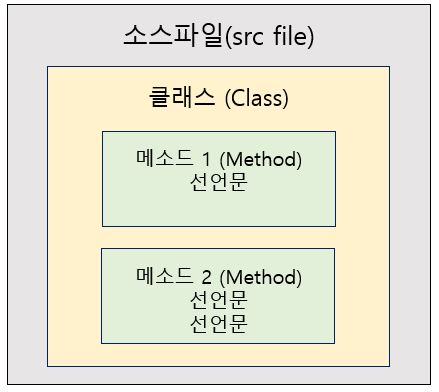 소스파일(src file)
클래스 (Class)
메소드 1 (Method)
선언문
메소드 2 (Method)
선언문
선언문